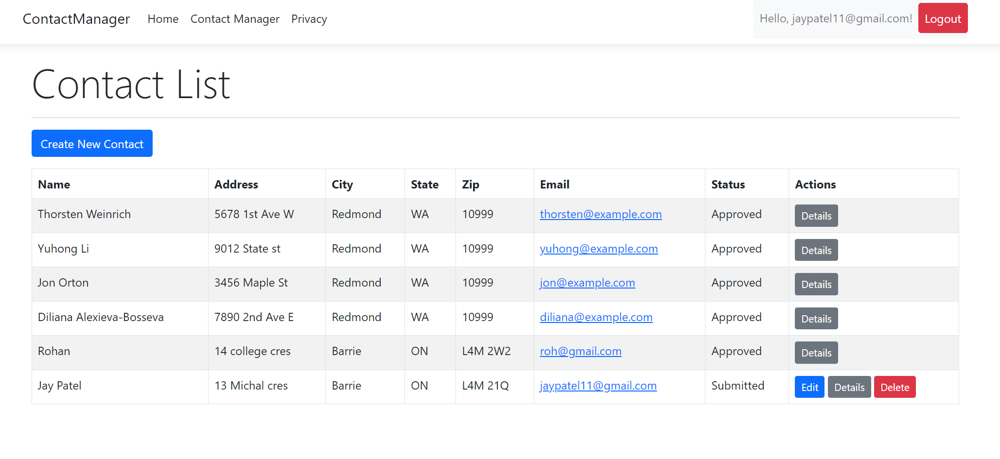 ContactManager Home Contact Manager Privacy Hello, jaypatel11@gmail.com! Logout
Contact List
Create New Contact
Name Address City State Zip Email Status Actions
Thorsten Weinrich 5678 1st Ave W Redmond WA 10999 thorsten@example.com Approved Details
Yuhong Li 9012 State st Redmond WA 10999 yuhong@example.com Approved Details
Jon Orton 3456 Maple St Redmond WA 10999 jon@example.com Approved Details
Diliana Alexieva-Bosseva 7890 2nd Ave E Redmond WA 10999 diliana@example.com Approved Details
Rohan 14 college cres Barrie ON L4M 2W2 roh@gmail.com Approved Details
Jay Patel 13 Michal cres Barrie ON L4M 21Q jaypatel11@gmail.com Submitted Edit Details Delete